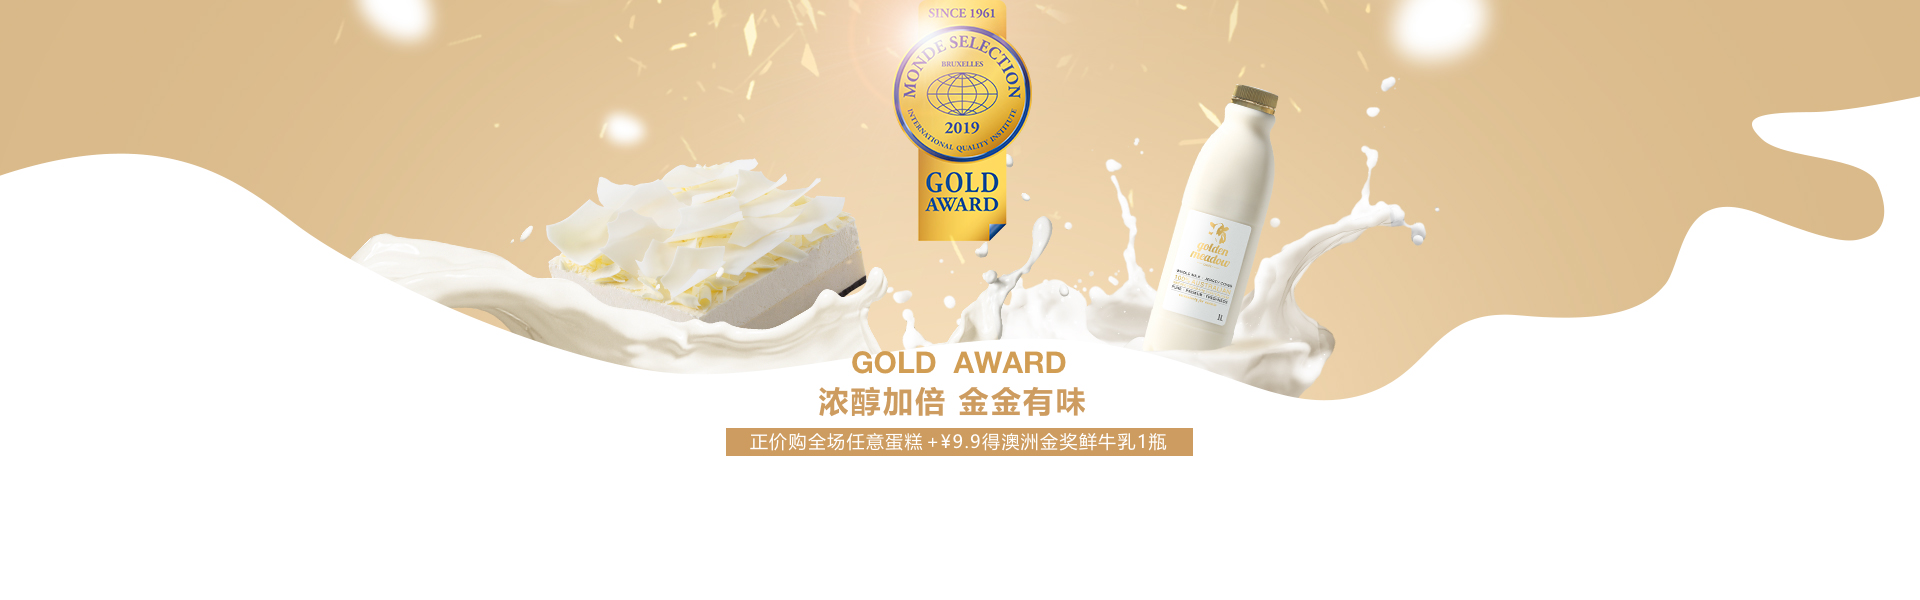 SINCE 1961
MONDE SELECTION
BRUXELLES
2019
INTERNATIONAL QUALITY INSTITUTE
GOLD
AWARD
golden
meadow
1L
GOLD AWARD
浓醇加倍 金金有味
正价购全场任意蛋糕+¥9.9得澳洲金奖鲜牛乳1瓶